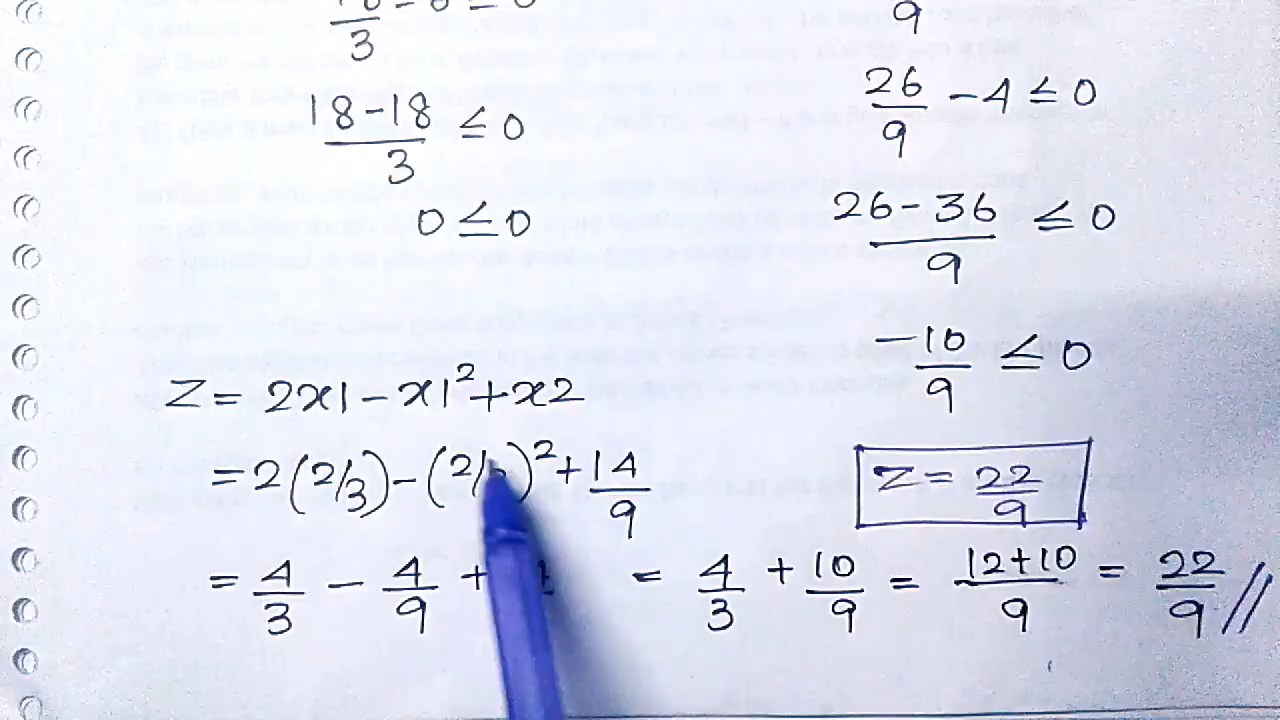 3
9
26/9 - 4 ≤ 0
18-18/3 ≤ 0
26-36/9 ≤ 0
0 ≤ 0
-10/9 ≤ 0
Z = 2x1 - x1² + x2
= 2(2/3) - (2/ )² + 14/9
Z = 22/9
= 4/3 - 4/9 + = 4/3 + 10/9 = 12+10/9 = 22/9 //